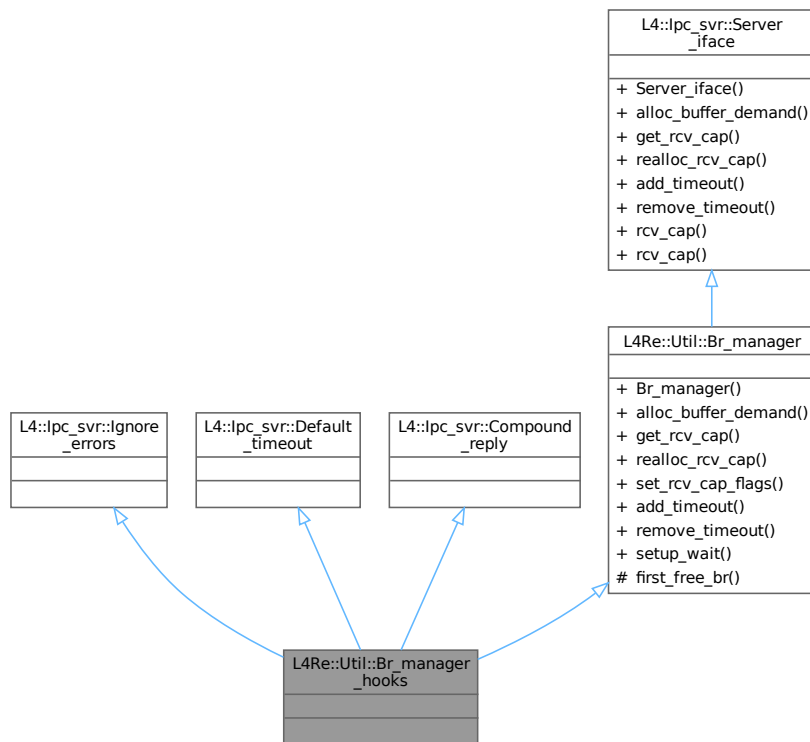 L4::Ipc_svr::Server
_iface
+ Server_iface()
+ alloc_buffer_demand()
+ get_rcv_cap()
+ realloc_rcv_cap()
+ add_timeout()
+ remove_timeout()
+ rcv_cap()
+ rcv_cap()
L4Re::Util::Br_manager
+ Br_manager()
+ alloc_buffer_demand()
+ get_rcv_cap()
+ realloc_rcv_cap()
+ set_rcv_cap_flags()
+ add_timeout()
+ remove_timeout()
+ setup_wait()
# first_free_br()
L4::Ipc_svr::Ignore
_errors
L4::Ipc_svr::Default
_timeout
L4::Ipc_svr::Compound
_reply
L4Re::Util::Br_manager
_hooks